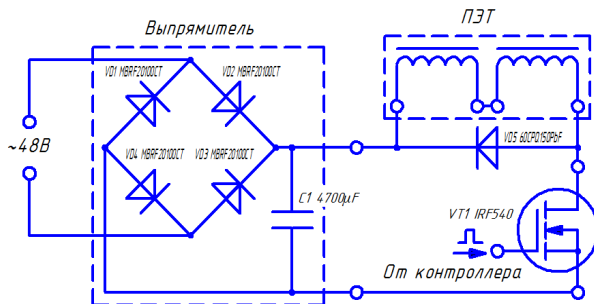 Выпрямитель
ПЭТ
VD1 MBRF20100CT
VD2 MBRF20100CT
~48В
VD4 MBRF20100CT
VD3 MBRF20100CT
VD5 60CPQ150PbF
C1 4700μF
VT1 IRF540
От контроллера